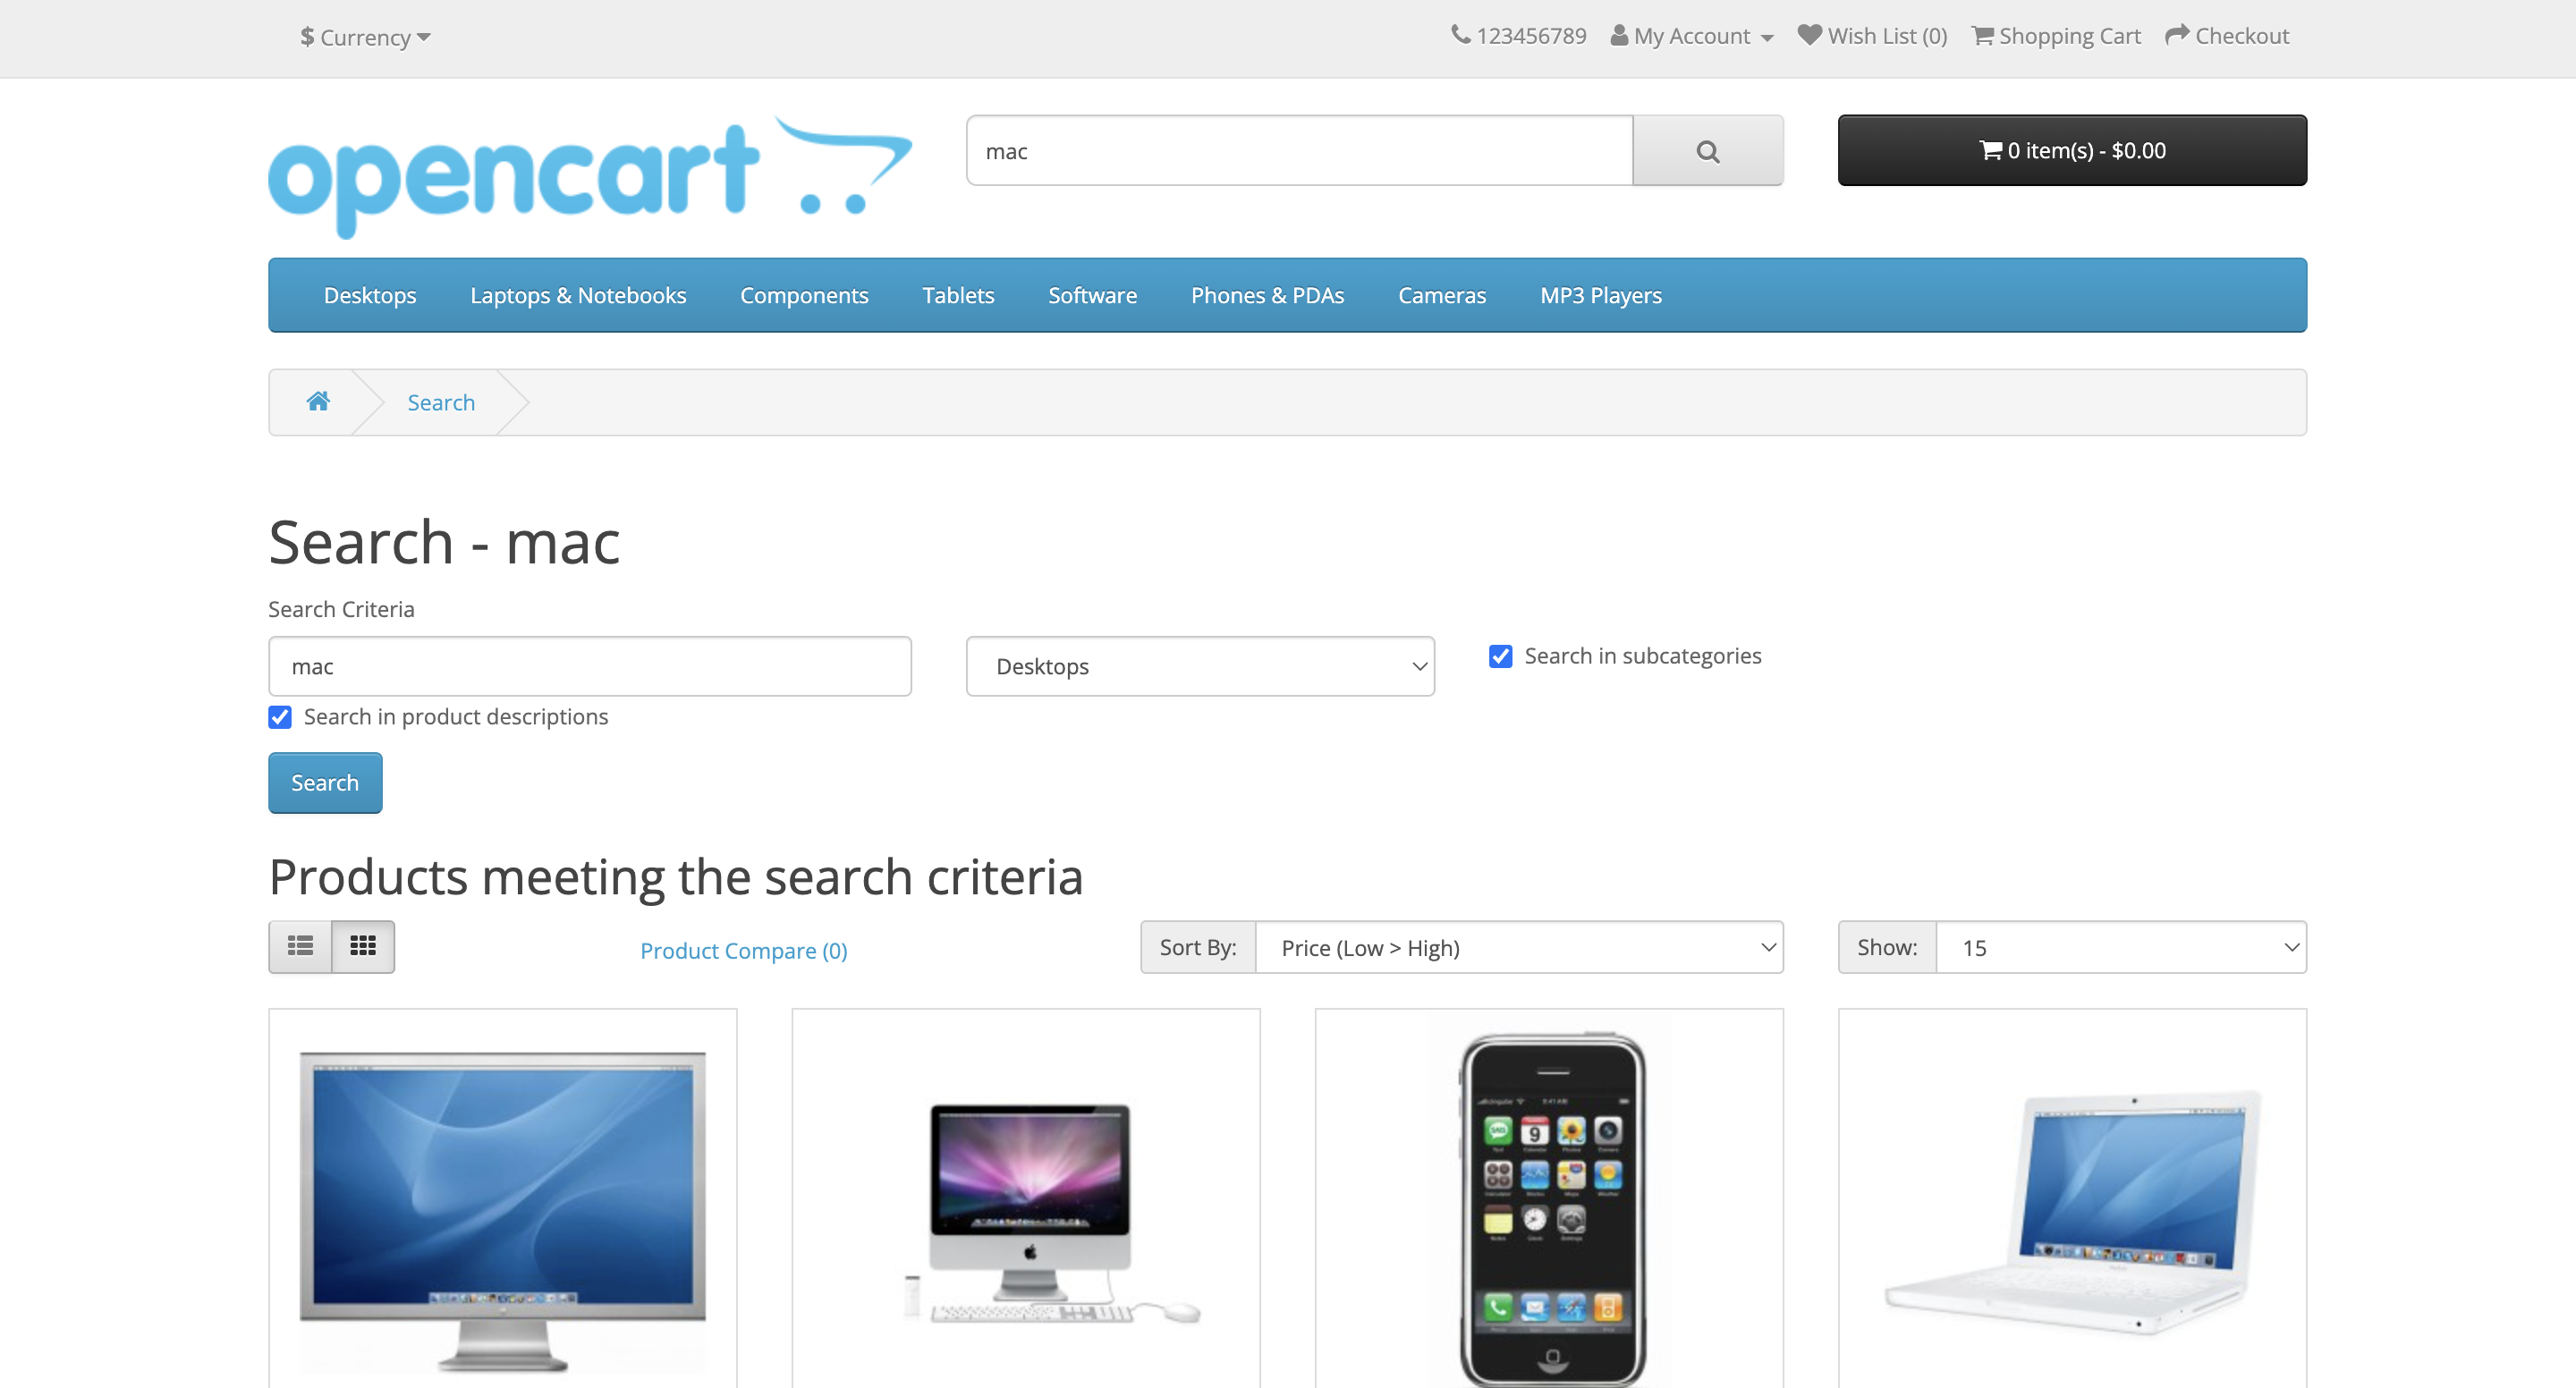 $ Currency
123456789 My Account Wish List (0) Shopping Cart Checkout
opencart
mac
0 item(s) - $0.00
Desktops Laptops & Notebooks Components Tablets Software Phones & PDAs Cameras MP3 Players
Search
Search - mac
Search Criteria
mac
Desktops
Search in subcategories
Search in product descriptions
Search
Products meeting the search criteria
Product Compare (0)
Sort By: Price (Low > High)
Show: 15
9